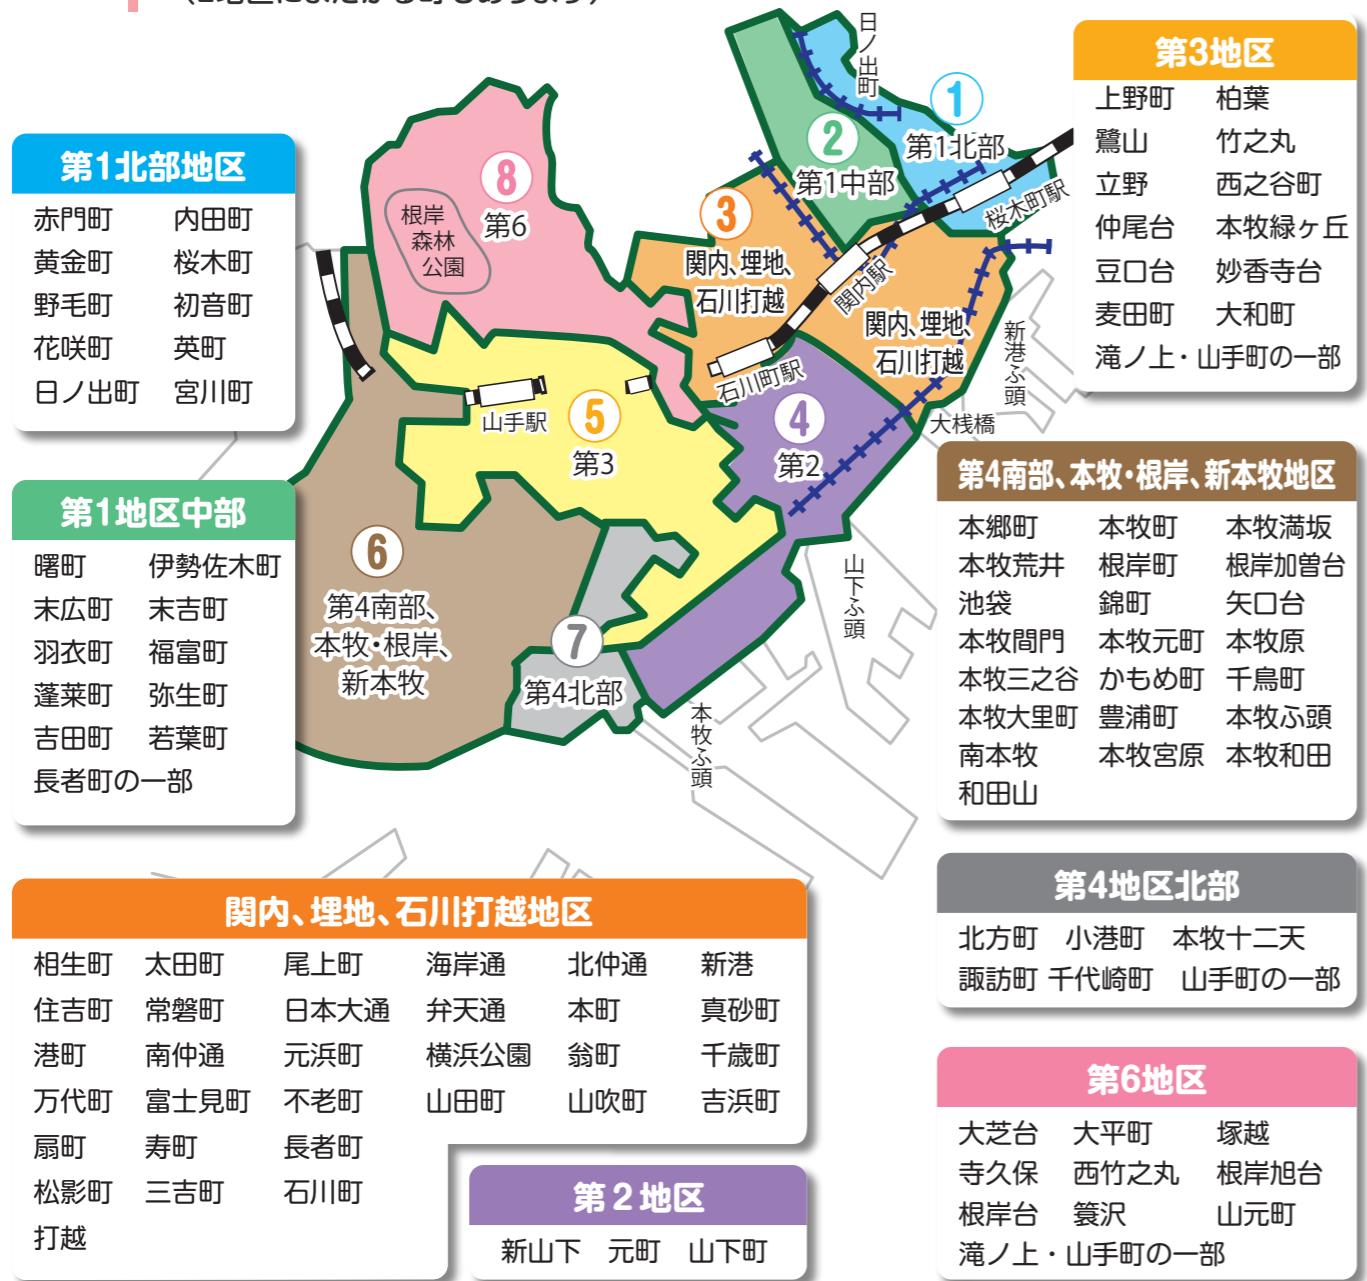 (2地区にまたがる町もあります)
第1北部地区
赤門町 内田町
黄金町 桜木町
野毛町 初音町
花咲町 英町
日ノ出町 宮川町
第1地区中部
曙町 伊勢佐木町
末広町 末吉町
羽衣町 福富町
蓬莱町 弥生町
吉田町 若葉町
長者町の一部
日ノ出町
1
第1北部
2
第1中部
桜木町駅
3
関内、埋地、
石川打越
関内駅
関内、埋地、
石川打越
石川町駅
新港ふ頭
大桟橋
8
第6
根岸
森林
公園
山手駅
5
第3
4
第2
6
第4南部、
本牧・根岸、
新本牧
7
第4北部
山下ふ頭
本牧ふ頭
第3地区
上野町 柏葉
鷺山 竹之丸
立野 西之谷町
仲尾台 本牧緑ヶ丘
豆口台 妙香寺台
麦田町 大和町
滝ノ上・山手町の一部
第4南部、本牧・根岸、新本牧地区
本郷町 本牧町 本牧満坂
本牧荒井 根岸町 根岸加曽台
池袋 錦町 矢口台
本牧間門 本牧元町 本牧原
本牧三之谷 かもめ町 千鳥町
本牧大里町 豊浦町 本牧ふ頭
南本牧 本牧宮原 本牧和田
和田山
第4地区北部
北方町 小港町 本牧十二天
諏訪町 千代崎町 山手町の一部
関内、埋地、石川打越地区
相生町 太田町 尾上町 海岸通 北仲通 新港
住吉町 常磐町 日本大通 弁天通 本町 真砂町
港町 南仲通 元浜町 横浜公園 翁町 千歳町
万代町 富士見町 不老町 山田町 山吹町 吉浜町
扇町 寿町 長者町
松影町 三吉町 石川町
打越
第2地区
新山下 元町 山下町
第6地区
大芝台 大平町 塚越
寺久保 西竹之丸 根岸旭台
根岸台 簑沢 山元町
滝ノ上・山手町の一部